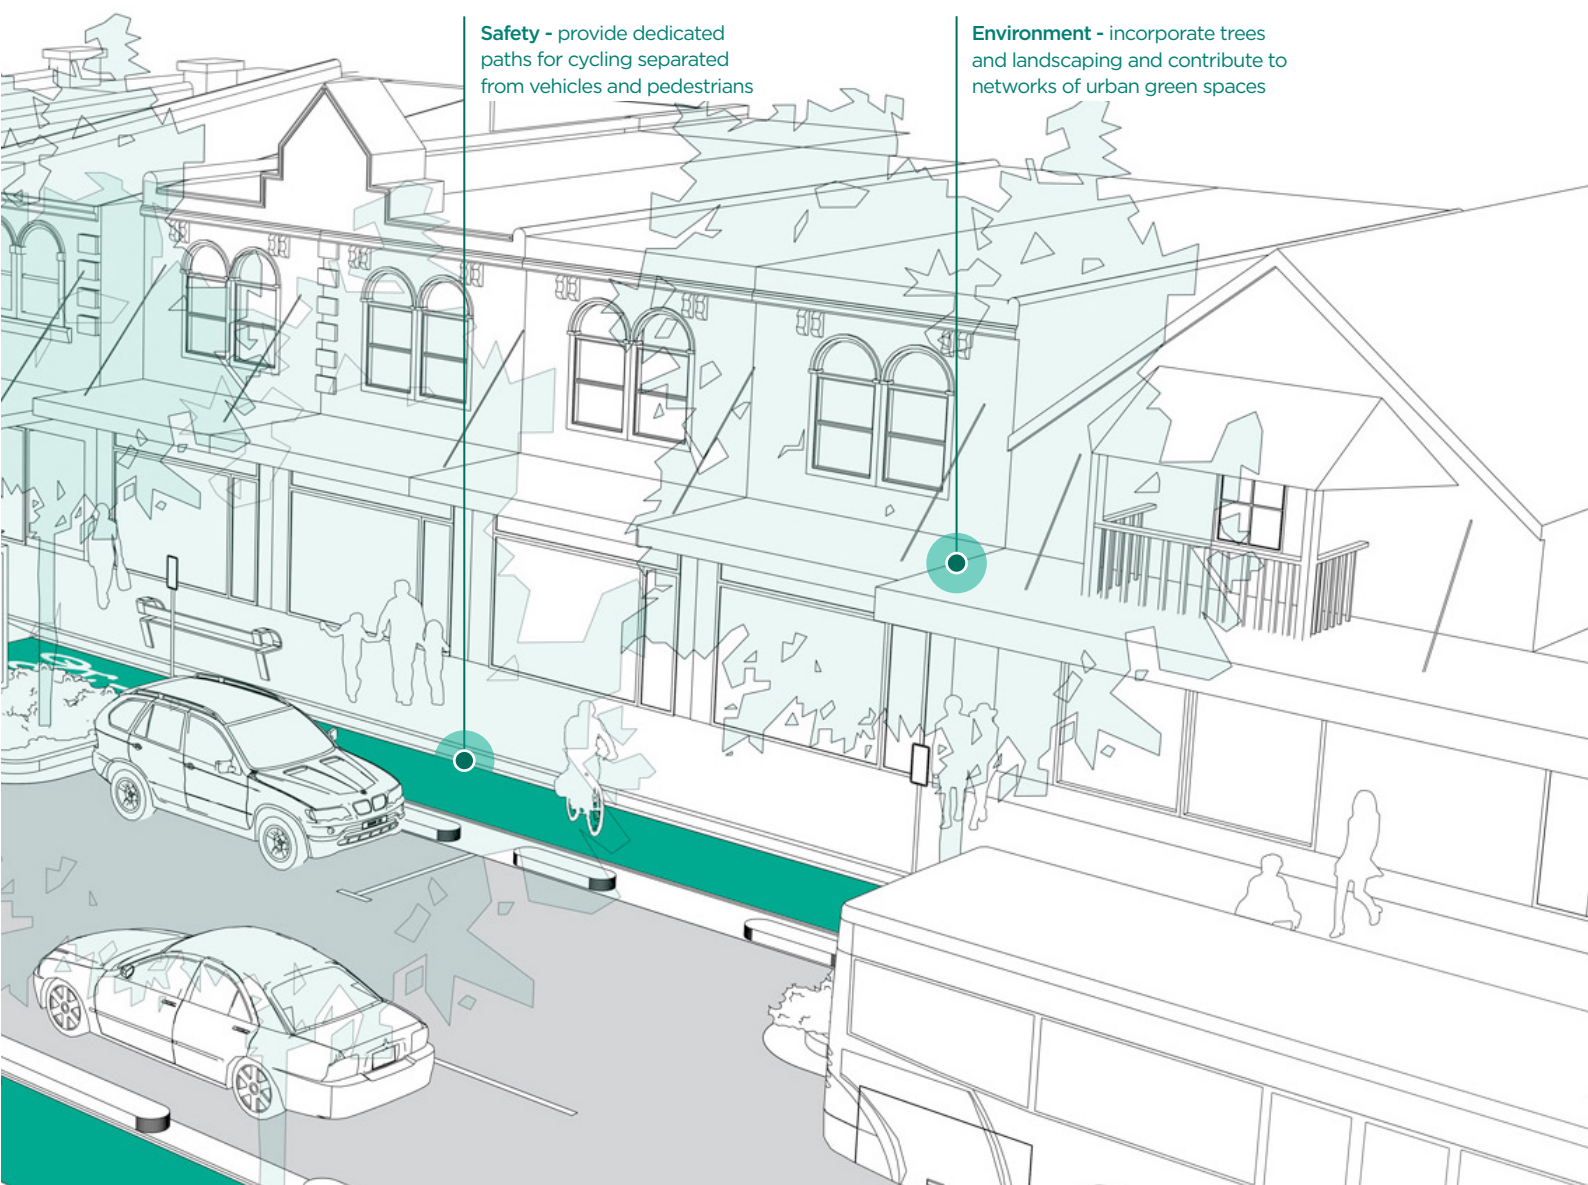 Safety - provide dedicated
paths for cycling separated
from vehicles and pedestrians
Environment - incorporate trees
and landscaping and contribute to
networks of urban green spaces